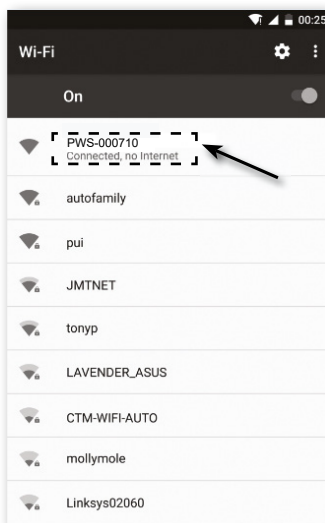 00:25
Wi-Fi
On
PWS-000710
Connected, no Internet
autofamily
pui
JMTNET
tonyp
LAVENDER_ASUS
CTM-WIFI-AUTO
mollymole
Linksys02060